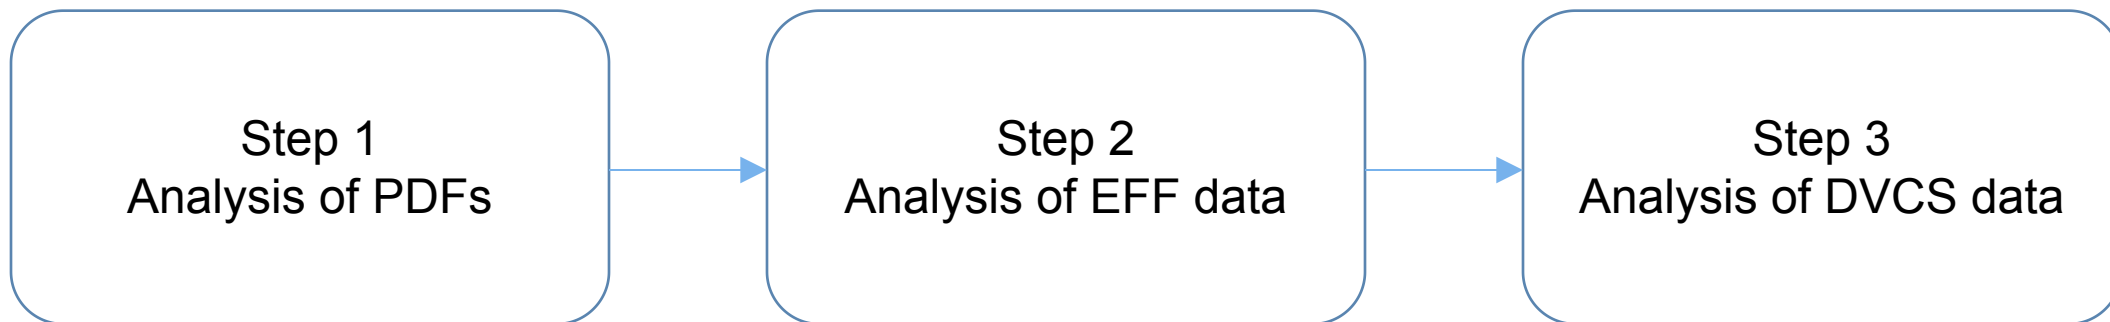 Step 1
Analysis of PDFs
Step 2
Analysis of EFF data
Step 3
Analysis of DVCS data